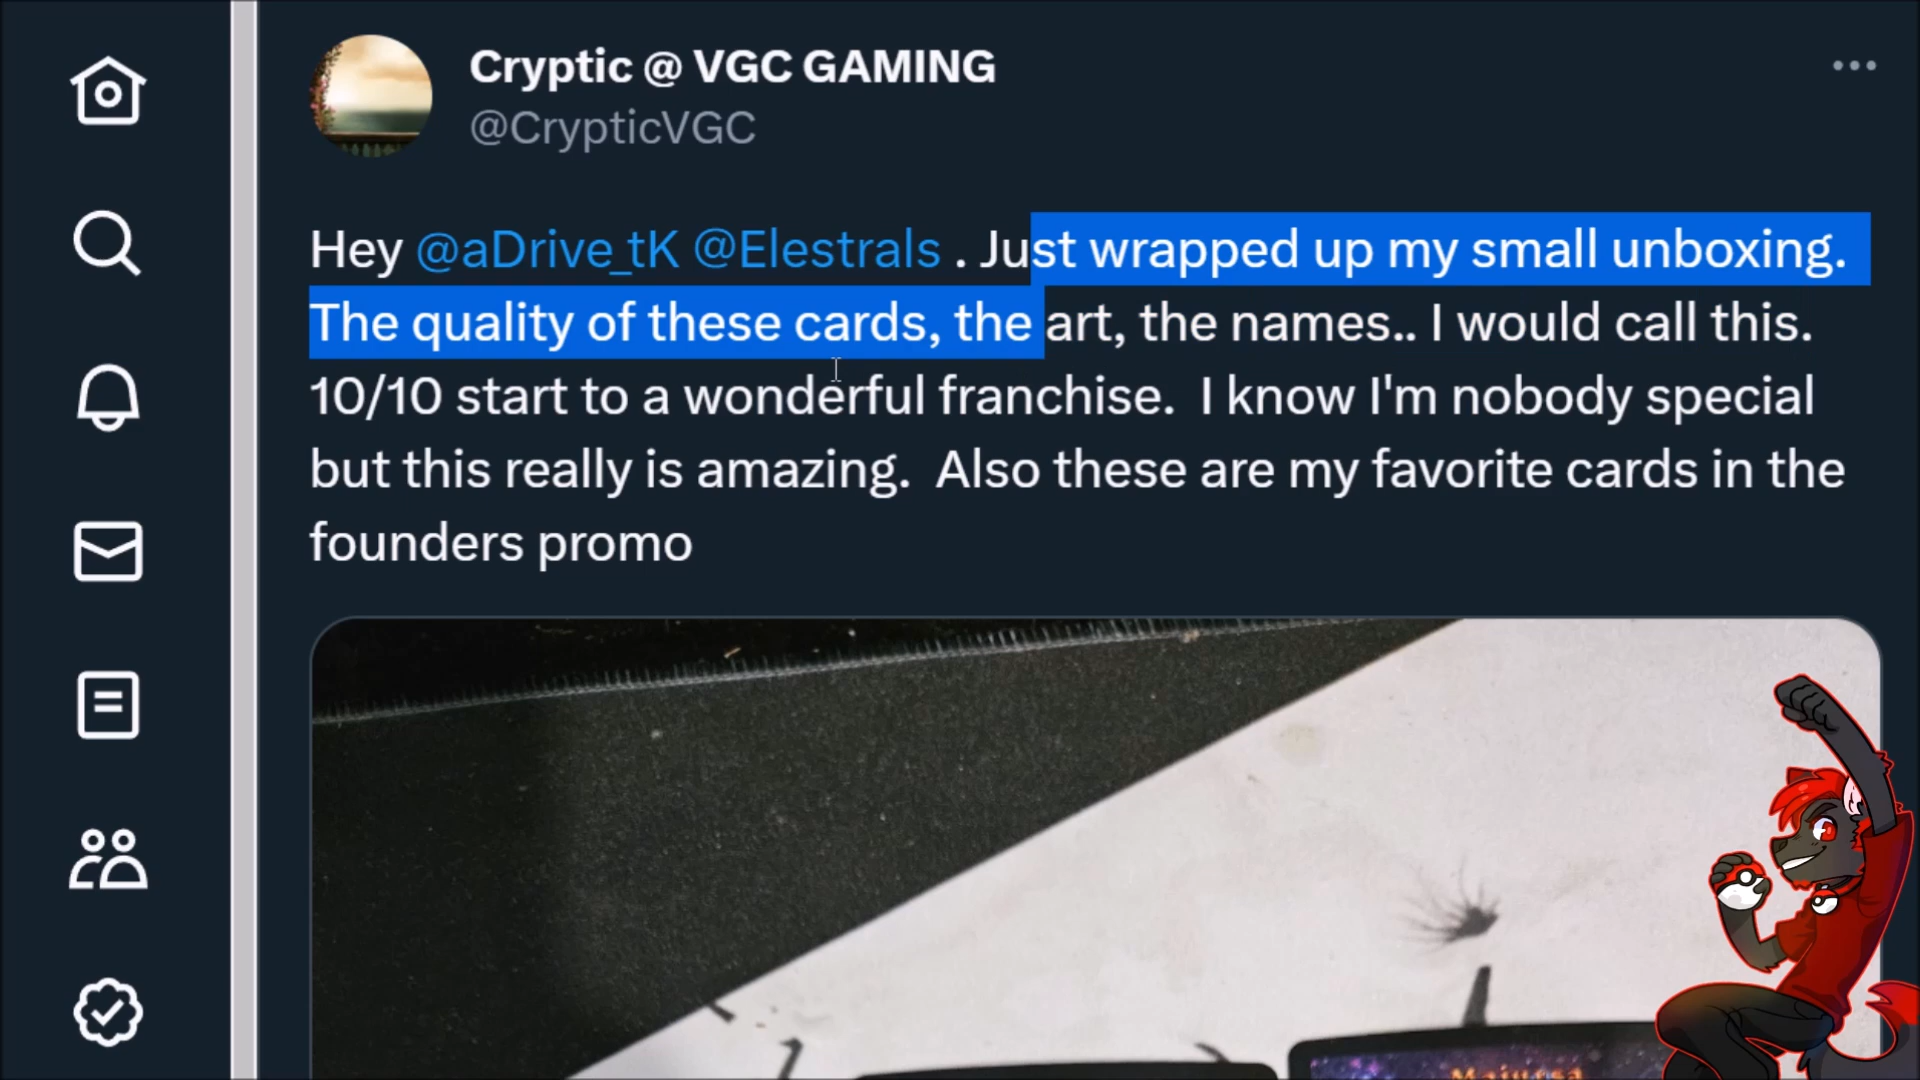 Cryptic @ VGC GAMING
@CrypticVGC
Hey @aDrive_tK @Elestrals . Just wrapped up my small unboxing.
The quality of these cards, the art, the names.. I would call this.
10/10 start to a wonderful franchise.  I know I'm nobody special
but this really is amazing.  Also these are my favorite cards in the
founders promo